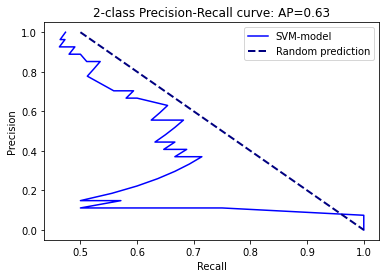 2-class Precision-Recall curve: AP=0.63
SVM-model
Random prediction
Precision
1.0
0.8
0.6
0.4
0.2
0.0
0.5
0.6
0.7
0.8
0.9
1.0
Recall